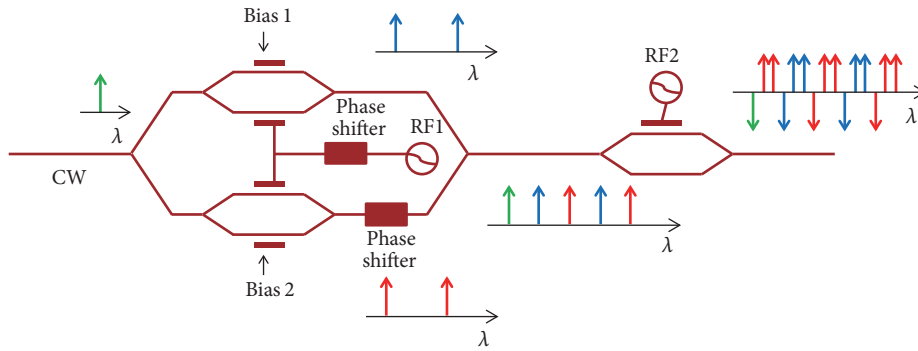 Bias 1
λ
λ
CW
Phase
shifter
RF1
RF2
λ
λ
Phase
shifter
Bias 2
λ